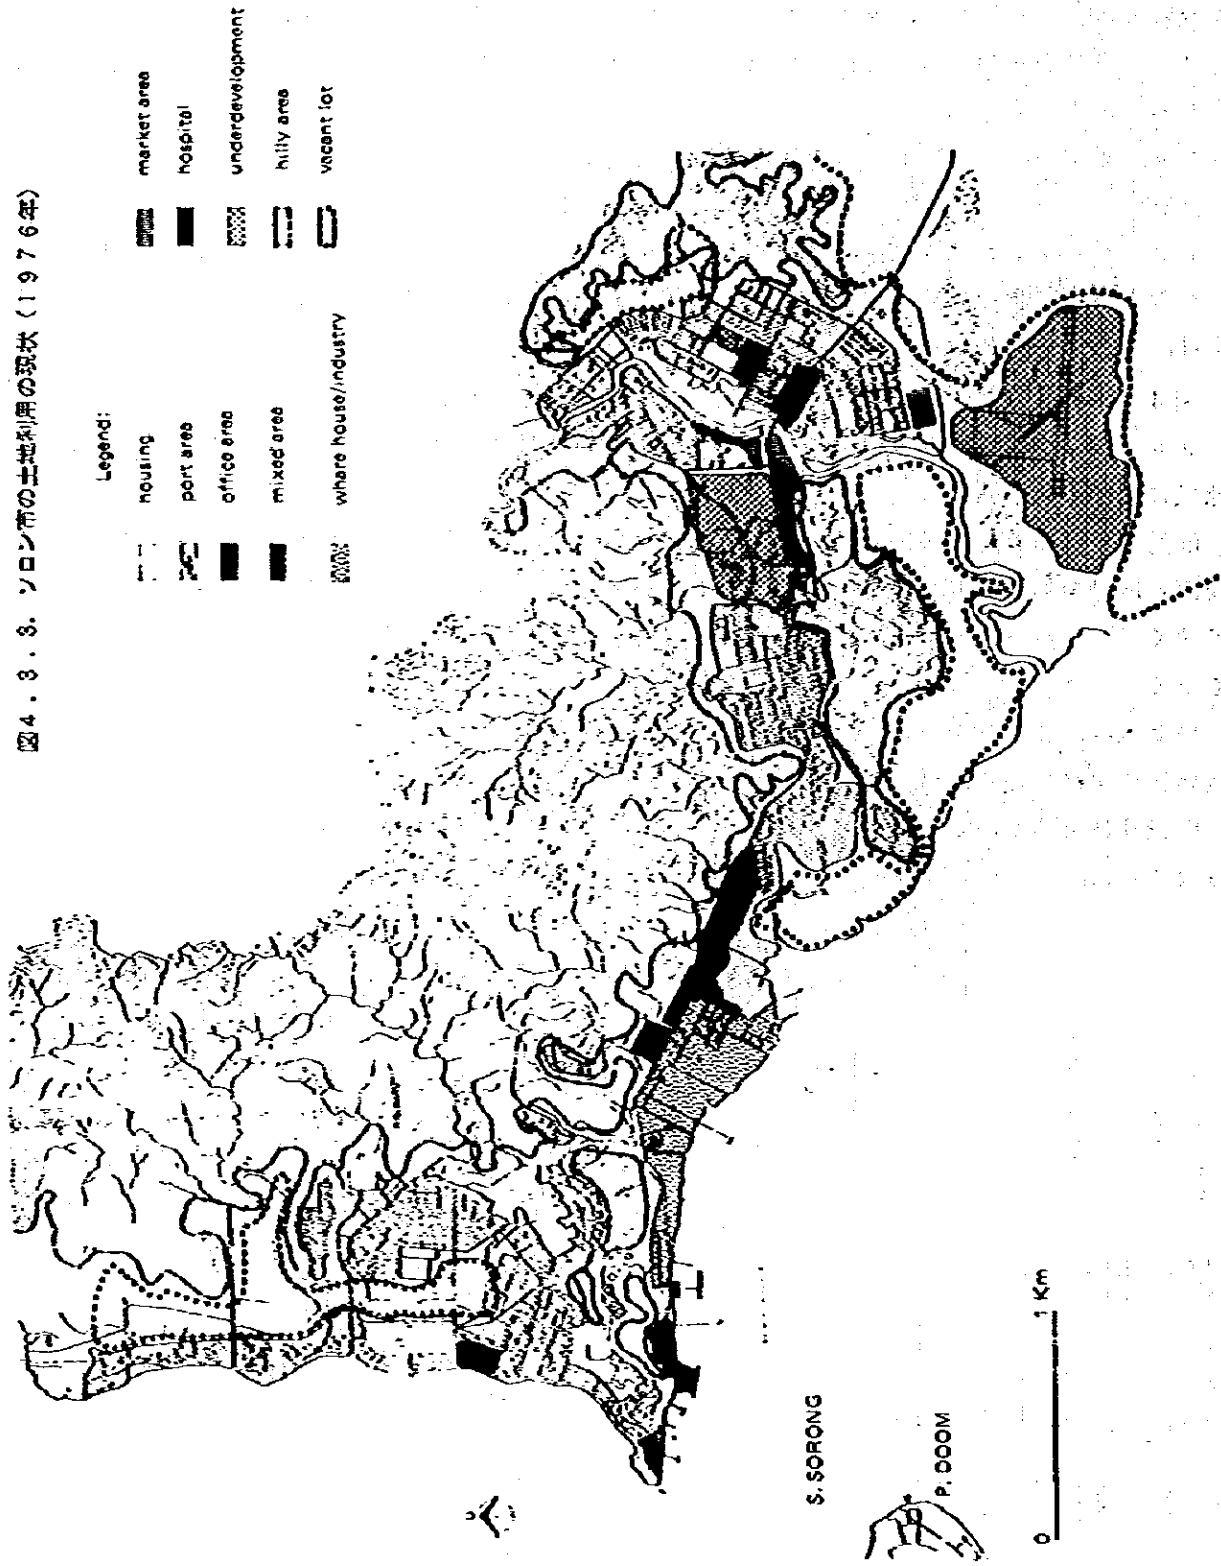 図4.3.3. ソロン市の土地利用の現状(1976年)
Legend:
housing
port area
office area
mixed area
whare house/industry
market area
hospital
underdevelopment
hilly area
vacant lot
S. SORONG
P. DOOM
0 1 Km